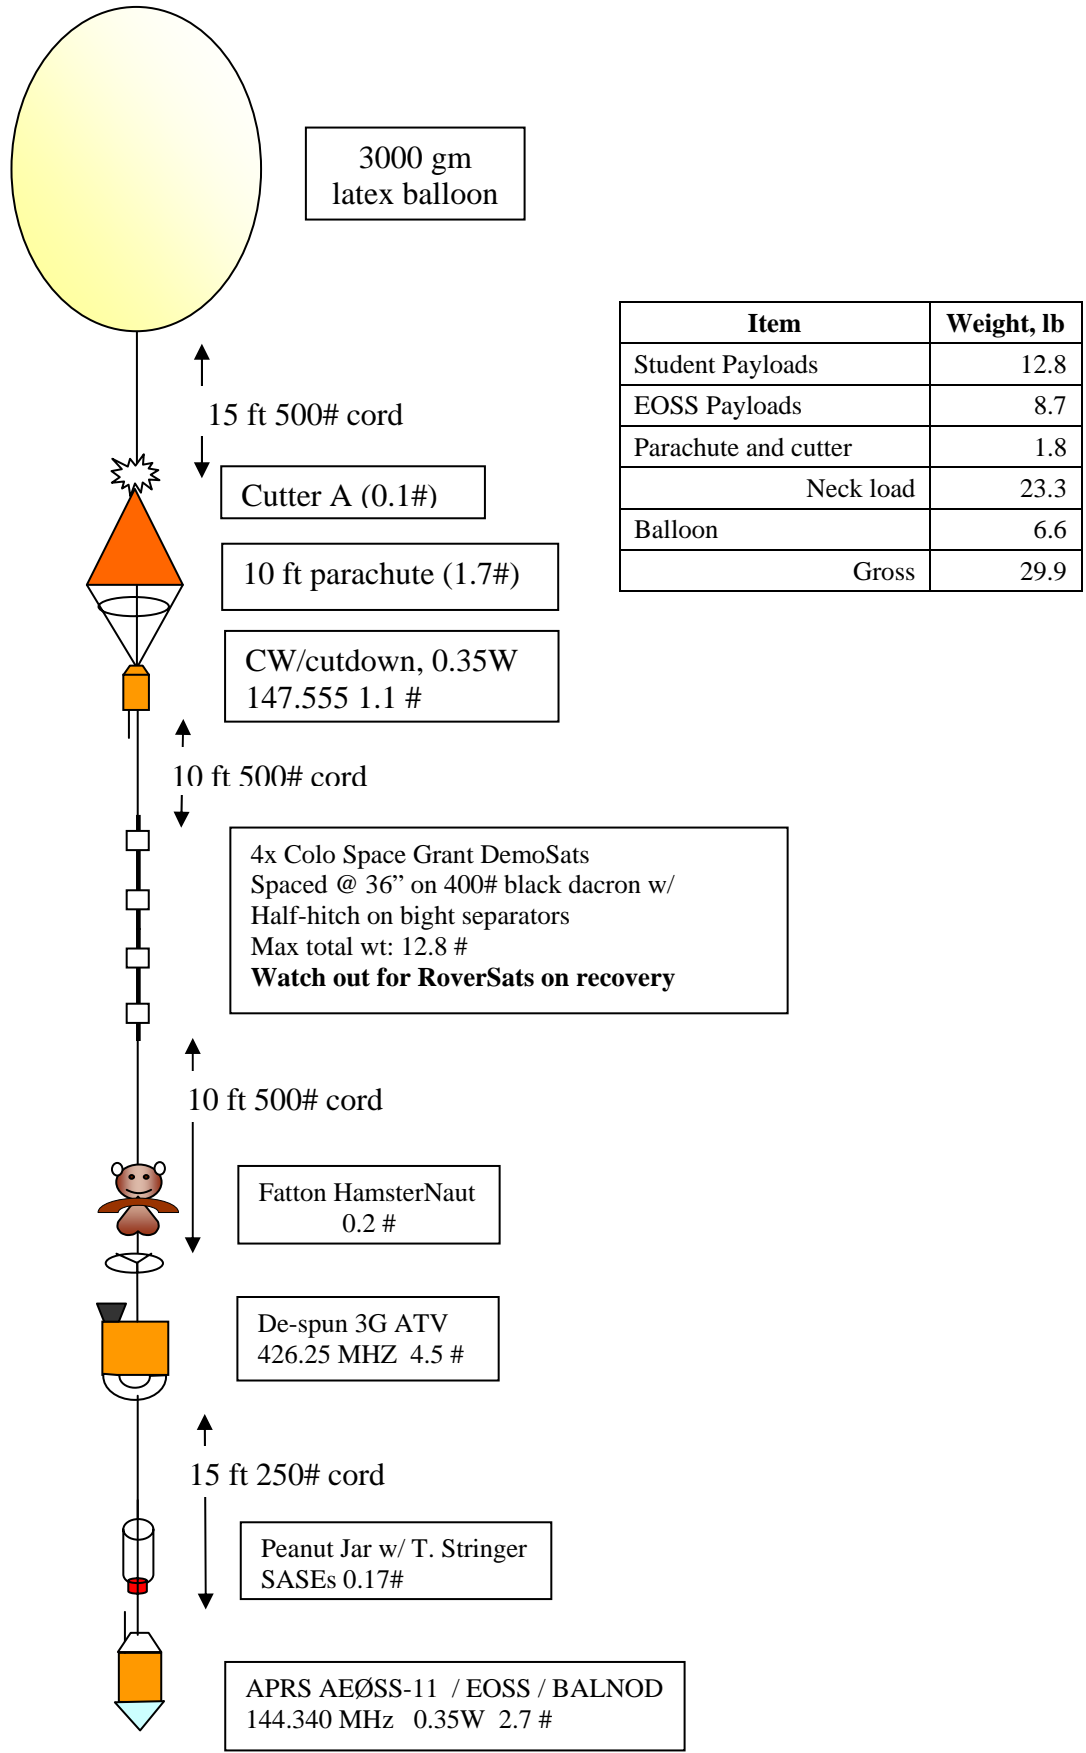 3000 gm
latex balloon
Item Weight, lb
Student Payloads 12.8
EOSS Payloads 8.7
Parachute and cutter 1.8
Neck load 23.3
Balloon 6.6
Gross 29.9
15 ft 500# cord
Cutter A (0.1#)
10 ft parachute (1.7#)
CW/cutdown, 0.35W
147.555 1.1 #
10 ft 500# cord
4x Colo Space Grant DemoSats
Spaced @ 36” on 400# black dacron w/
Half-hitch on bight separators
Max total wt: 12.8 #
Watch out for RoverSats on recovery
10 ft 500# cord
Fatton HamsterNaut
0.2 #
De-spun 3G ATV
426.25 MHZ 4.5 #
15 ft 250# cord
Peanut Jar w/ T. Stringer
SASEs 0.17#
APRS AEØSS-11 / EOSS / BALNOD
144.340 MHz 0.35W 2.7 #